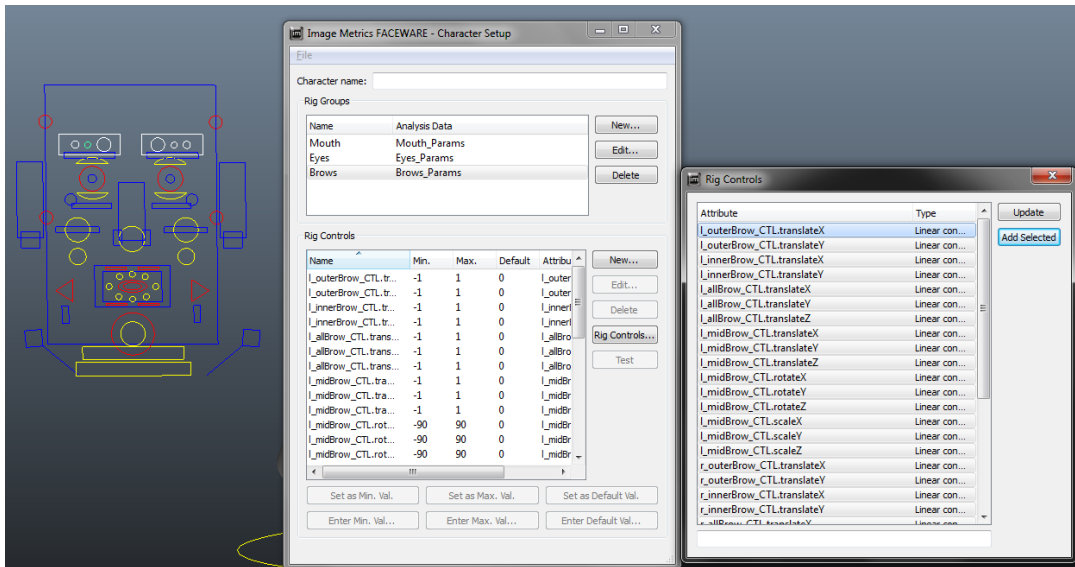 Image Metrics FACEWARE - Character Setup
File
Character name:
Rig Groups
Name Analysis Data
Mouth Mouth_Params
Eyes Eyes_Params
Brows Brows_Params
New...
Edit...
Delete
Rig Controls
Name Min. Max. Default Attribu
l_outerBrow_CTL.tr... -1 1 0 l_outer
l_outerBrow_CTL.tr... -1 1 0 l_outer
l_innerBrow_CTL.tr... -1 1 0 l_innerl
l_innerBrow_CTL.tr... -1 1 0 l_innerl
l_allBrow_CTL.trans... -1 1 0 l_allBro
l_allBrow_CTL.trans... -1 1 0 l_allBro
l_allBrow_CTL.trans... -1 1 0 l_allBro
l_midBrow_CTL.tra... -1 1 0 l_midBr
l_midBrow_CTL.tra... -1 1 0 l_midBr
l_midBrow_CTL.tra... -1 1 0 l_midBr
l_midBrow_CTL.rot... -90 90 0 l_midBr
l_midBrow_CTL.rot... -90 90 0 l_midBr
l_midBrow_CTL.rot... -90 90 0 l_midBr
New...
Edit...
Delete
Rig Controls...
Test
Set as Min. Val. Set as Max. Val. Set as Default Val.
Enter Min. Val... Enter Max. Val... Enter Default Val...
Rig Controls
Attribute Type
l_outerBrow_CTL.translateX Linear con...
l_outerBrow_CTL.translateY Linear con...
l_innerBrow_CTL.translateX Linear con...
l_innerBrow_CTL.translateY Linear con...
l_allBrow_CTL.translateX Linear con...
l_allBrow_CTL.translateY Linear con...
l_allBrow_CTL.translateZ Linear con...
l_midBrow_CTL.translateX Linear con...
l_midBrow_CTL.translateY Linear con...
l_midBrow_CTL.translateZ Linear con...
l_midBrow_CTL.rotateX Linear con...
l_midBrow_CTL.rotateY Linear con...
l_midBrow_CTL.rotateZ Linear con...
l_midBrow_CTL.scaleX Linear con...
l_midBrow_CTL.scaleY Linear con...
l_midBrow_CTL.scaleZ Linear con...
r_outerBrow_CTL.translateX Linear con...
r_outerBrow_CTL.translateY Linear con...
r_innerBrow_CTL.translateX Linear con...
r_innerBrow_CTL.translateY Linear con...
r_allBrow_CTL.translateX Linear con...
Update
Add Selected